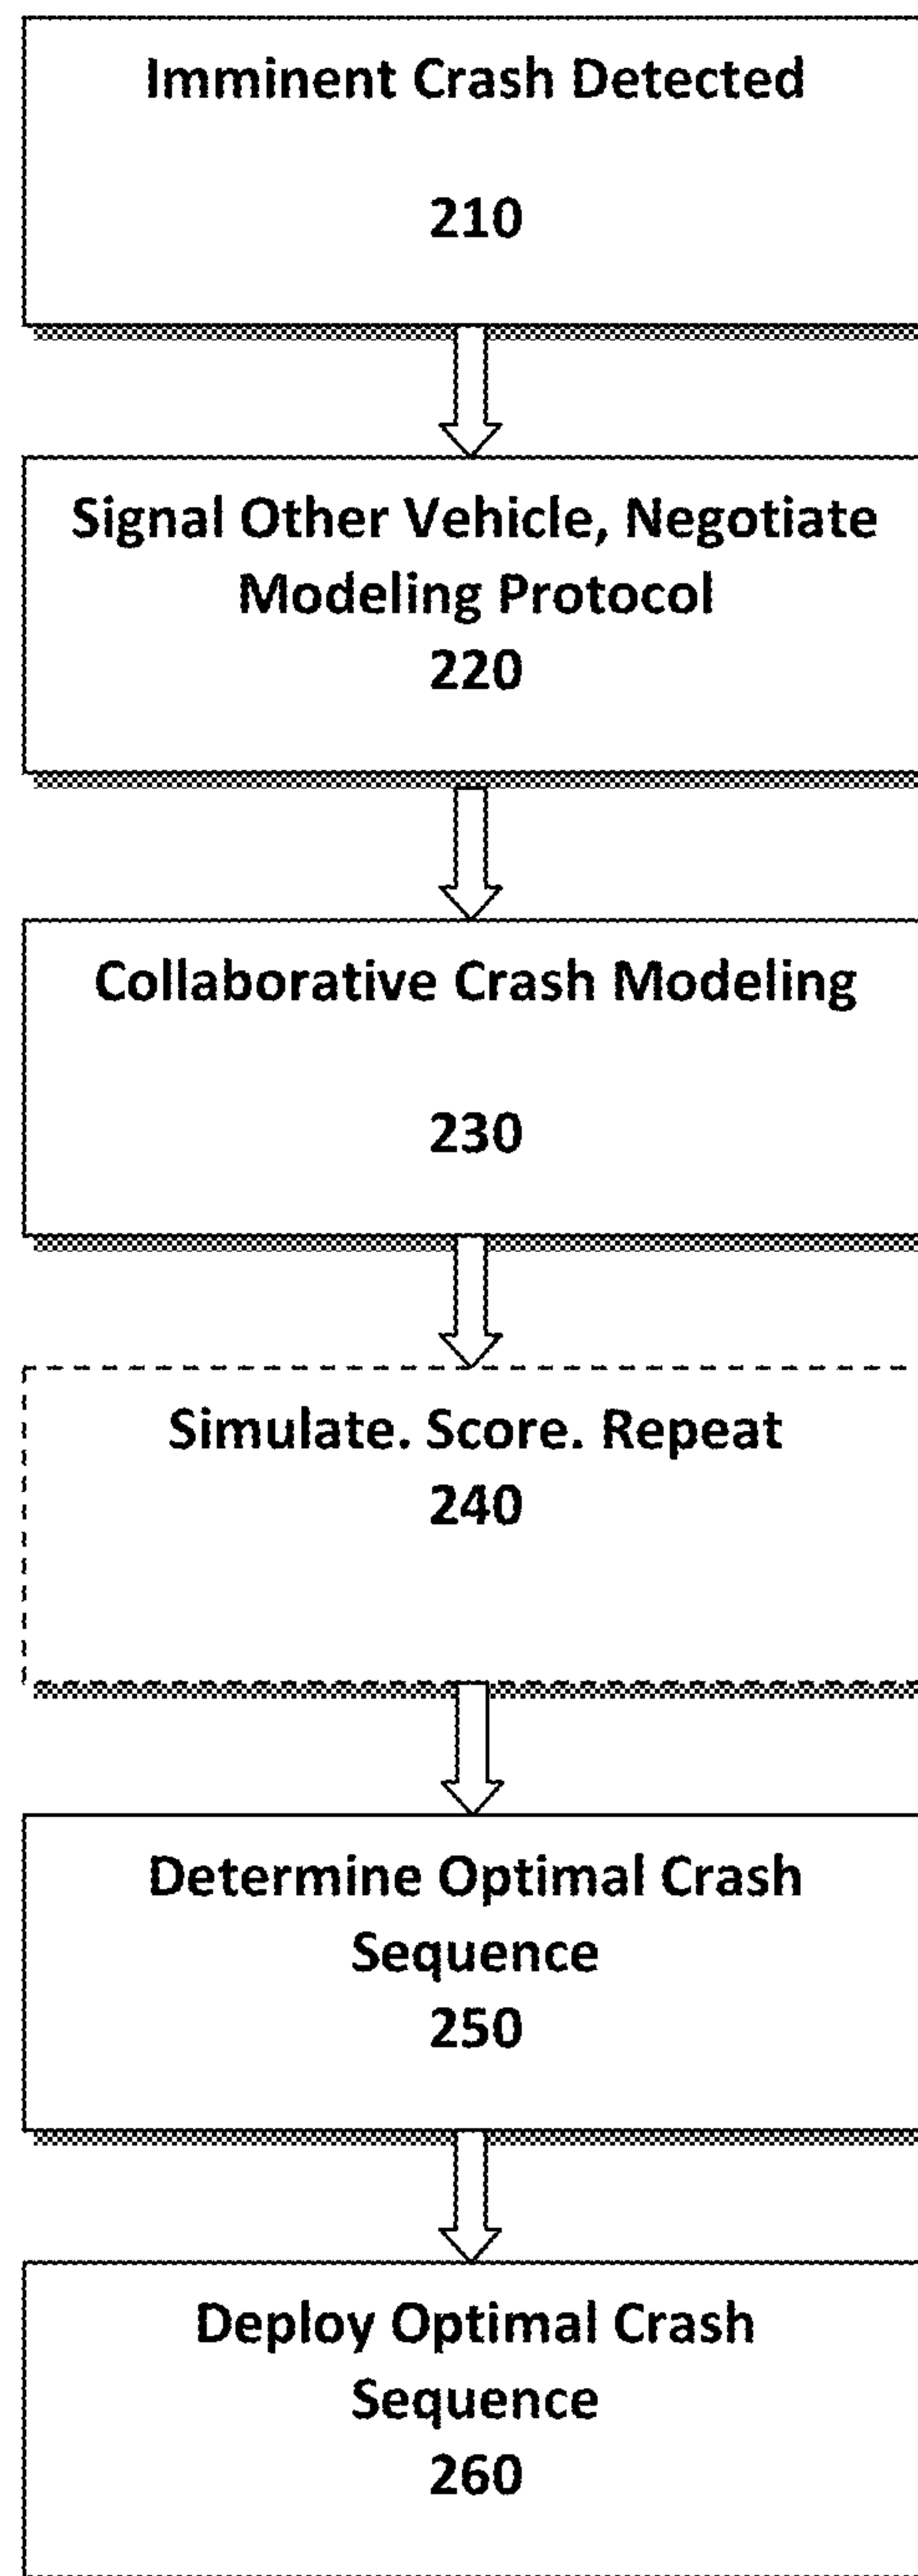 Imminent Crash Detected
210
Signal Other Vehicle, Negotiate
Modeling Protocol
220
Collaborative Crash Modeling
230
Simulate. Score. Repeat
240
Determine Optimal Crash
Sequence
250
Deploy Optimal Crash
Sequence
260